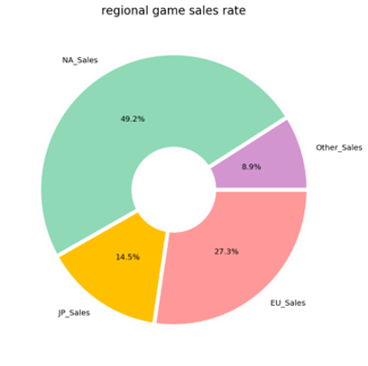 regional game sales rate
NA_Sales
49.2%
Other_Sales
8.9%
14.5%
27.3%
JP_Sales
EU_Sales